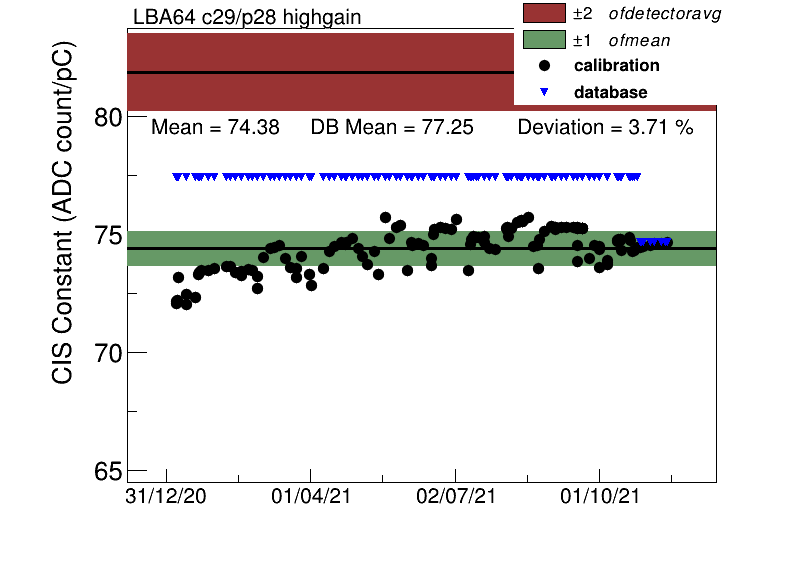 LBA64 c29/p28 highgain
±2 ofdetectoravg
±1 ofmean
calibration
database
CIS Constant (ADC count/pC)
Mean = 74.38 DB Mean = 77.25 Deviation = 3.71 %
80
75
70
65
31/12/20 01/04/21 02/07/21 01/10/21